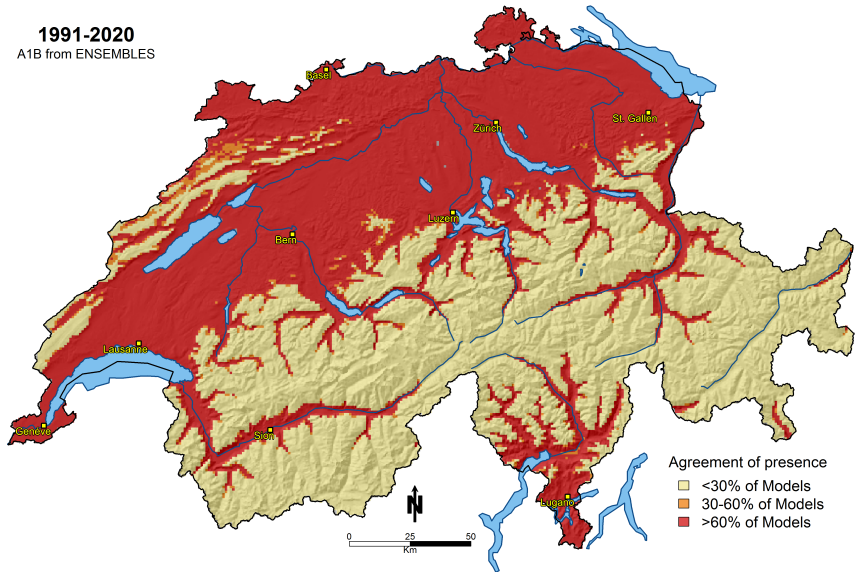 1991-2020
A1B from ENSEMBLES
Basel
Zürich
St. Gallen
Luzern
Bern
Lausanne
Genève
Sion
Lugano
N
0 25 50
Km
Agreement of presence
<30% of Models
30-60% of Models
>60% of Models